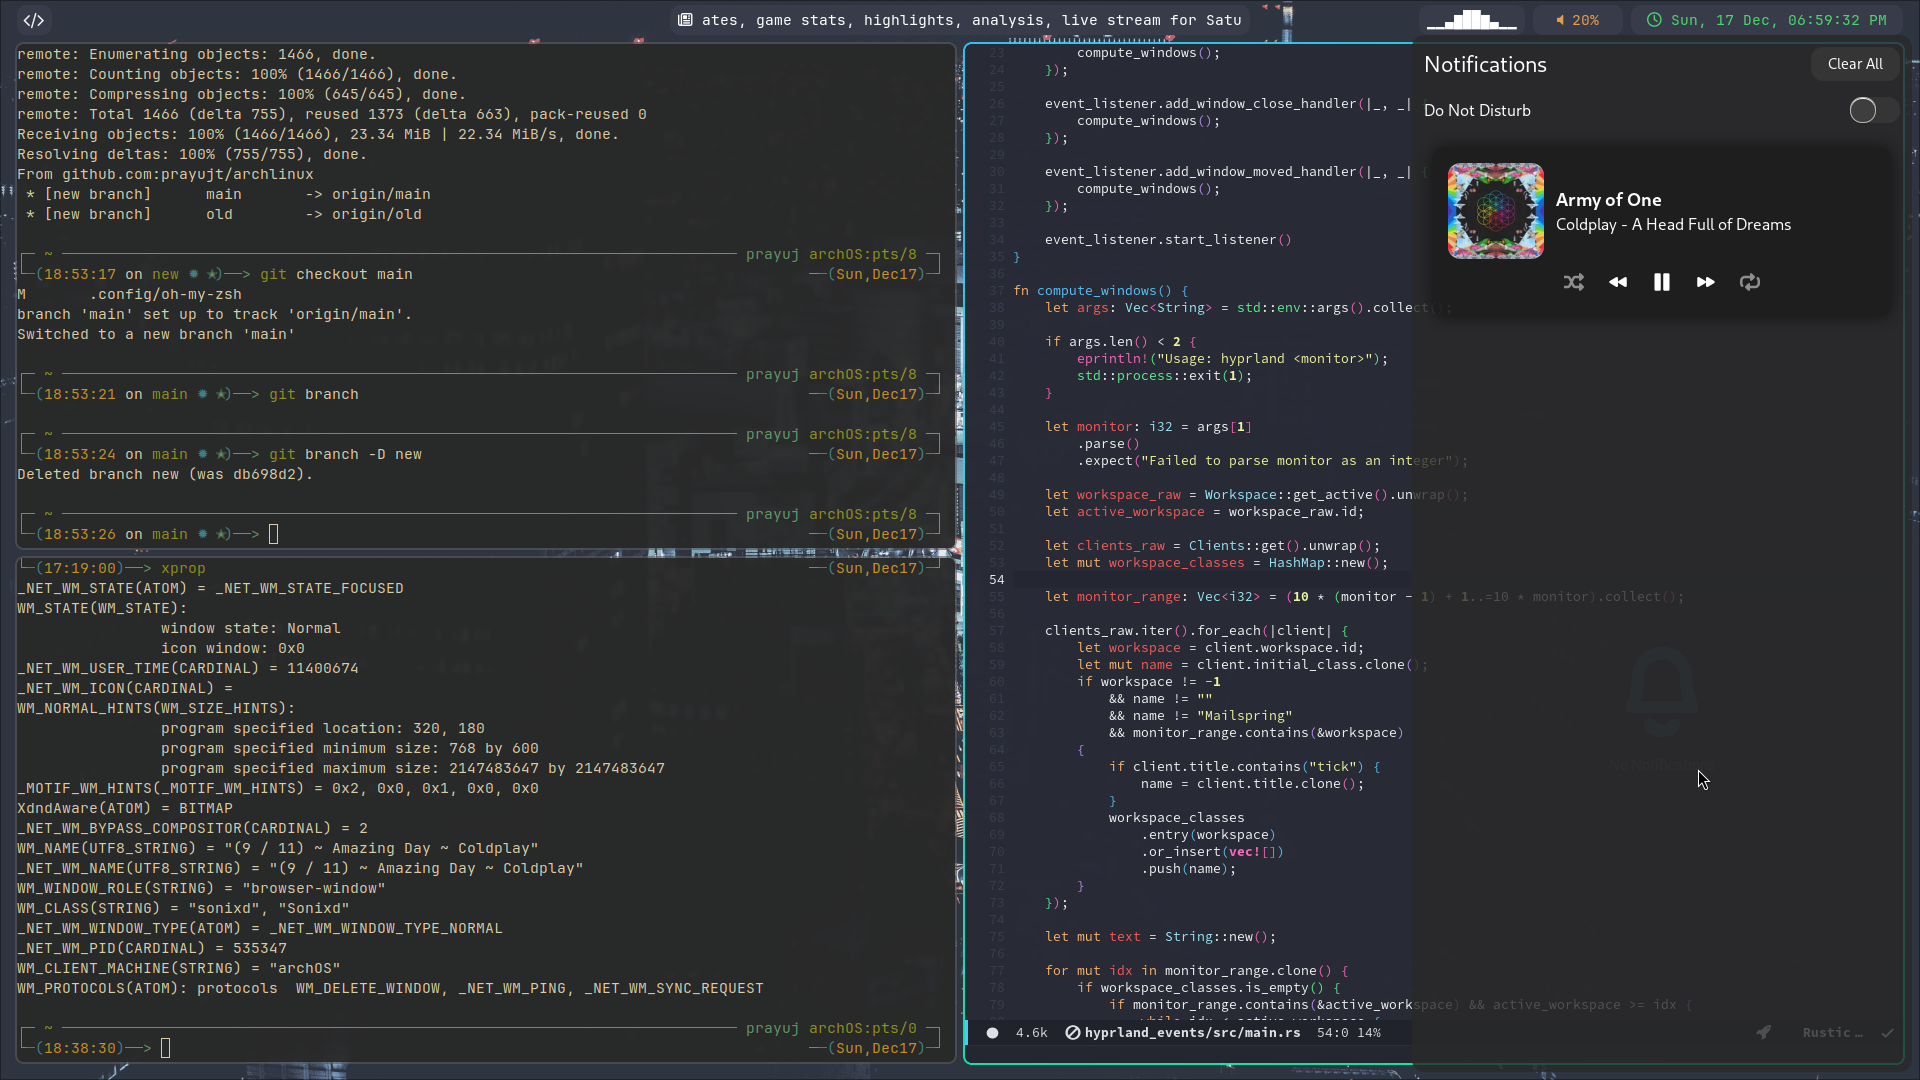 </>
ates, game stats, highlights, analysis, live stream for Satu
20%
Sun, 17 Dec, 06:59:32 PM
remote: Enumerating objects: 1466, done.
remote: Counting objects: 100% (1466/1466), done.
remote: Compressing objects: 100% (645/645), done.
remote: Total 1466 (delta 755), reused 1373 (delta 663), pack-reused 0
Receiving objects: 100% (1466/1466), 23.34 MiB | 22.34 MiB/s, done.
Resolving deltas: 100% (755/755), done.
From github.com:prayujt/archlinux
* [new branch] main -> origin/main
* [new branch] old -> origin/old
~ prayuj archOS:pts/8
(18:53:17 on new ✹ ✭)──> git checkout main ──(Sun,Dec17)
M .config/oh-my-zsh
branch 'main' set up to track 'origin/main'.
Switched to a new branch 'main'
~ prayuj archOS:pts/8
(18:53:21 on main ✹ ✭)──> git branch ──(Sun,Dec17)
~ prayuj archOS:pts/8
(18:53:24 on main ✹ ✭)──> git branch -D new ──(Sun,Dec17)
Deleted branch new (was db698d2).
~ prayuj archOS:pts/8
(18:53:26 on main ✹ ✭)──> ──(Sun,Dec17)
(17:19:00)──> xprop ──(Sun,Dec17)
_NET_WM_STATE(ATOM) = _NET_WM_STATE_FOCUSED
WM_STATE(WM_STATE):
window state: Normal
icon window: 0x0
_NET_WM_USER_TIME(CARDINAL) = 11400674
_NET_WM_ICON(CARDINAL) =
WM_NORMAL_HINTS(WM_SIZE_HINTS):
program specified location: 320, 180
program specified minimum size: 768 by 600
program specified maximum size: 2147483647 by 2147483647
_MOTIF_WM_HINTS(_MOTIF_WM_HINTS) = 0x2, 0x0, 0x1, 0x0, 0x0
XdndAware(ATOM) = BITMAP
_NET_WM_BYPASS_COMPOSITOR(CARDINAL) = 2
WM_NAME(UTF8_STRING) = "(9 / 11) ~ Amazing Day ~ Coldplay"
_NET_WM_NAME(UTF8_STRING) = "(9 / 11) ~ Amazing Day ~ Coldplay"
WM_WINDOW_ROLE(STRING) = "browser-window"
WM_CLASS(STRING) = "sonixd", "Sonixd"
_NET_WM_WINDOW_TYPE(ATOM) = _NET_WM_WINDOW_TYPE_NORMAL
_NET_WM_PID(CARDINAL) = 535347
WM_CLIENT_MACHINE(STRING) = "archOS"
WM_PROTOCOLS(ATOM): protocols WM_DELETE_WINDOW, _NET_WM_PING, _NET_WM_SYNC_REQUEST
~ prayuj archOS:pts/0
(18:38:30)──> ──(Sun,Dec17)
23 compute_windows();
24 });
25
26 event_listener.add_window_close_handler(|_, _|
27 compute_windows();
28 });
29
30 event_listener.add_window_moved_handler(|_, _| {
31 compute_windows();
32 });
33
34 event_listener.start_listener()
35 }
36
37 fn compute_windows() {
38 let args: Vec<String> = std::env::args().collect();
39
40 if args.len() < 2 {
41 eprintln!("Usage: hyprland <monitor>");
42 std::process::exit(1);
43 }
44
45 let monitor: i32 = args[1]
46 .parse()
47 .expect("Failed to parse monitor as an integer");
48
49 let workspace_raw = Workspace::get_active().unwrap();
50 let active_workspace = workspace_raw.id;
51
52 let clients_raw = Clients::get().unwrap();
53 let mut workspace_classes = HashMap::new();
54
55 let monitor_range: Vec<i32> = (10 * (monitor - 1) + 1..=10 * monitor).collect();
56
57 clients_raw.iter().for_each(|client| {
58 let workspace = client.workspace.id;
59 let mut name = client.initial_class.clone();
60 if workspace != -1
61 && name != ""
62 && name != "Mailspring"
63 && monitor_range.contains(&workspace)
64 {
65 if client.title.contains("tick") {
66 name = client.title.clone();
67 }
68 workspace_classes
69 .entry(workspace)
70 .or_insert(vec![])
71 .push(name);
72 }
73 });
74
75 let mut text = String::new();
76
77 for mut idx in monitor_range.clone() {
78 if workspace_classes.is_empty() {
79 if monitor_range.contains(&active_workspace) && active_workspace >= idx {
4.6k hyprland_events/src/main.rs 54:0 14% Rustic…
Notifications
Clear All
Do Not Disturb
Army of One
Coldplay - A Head Full of Dreams
No Notifications